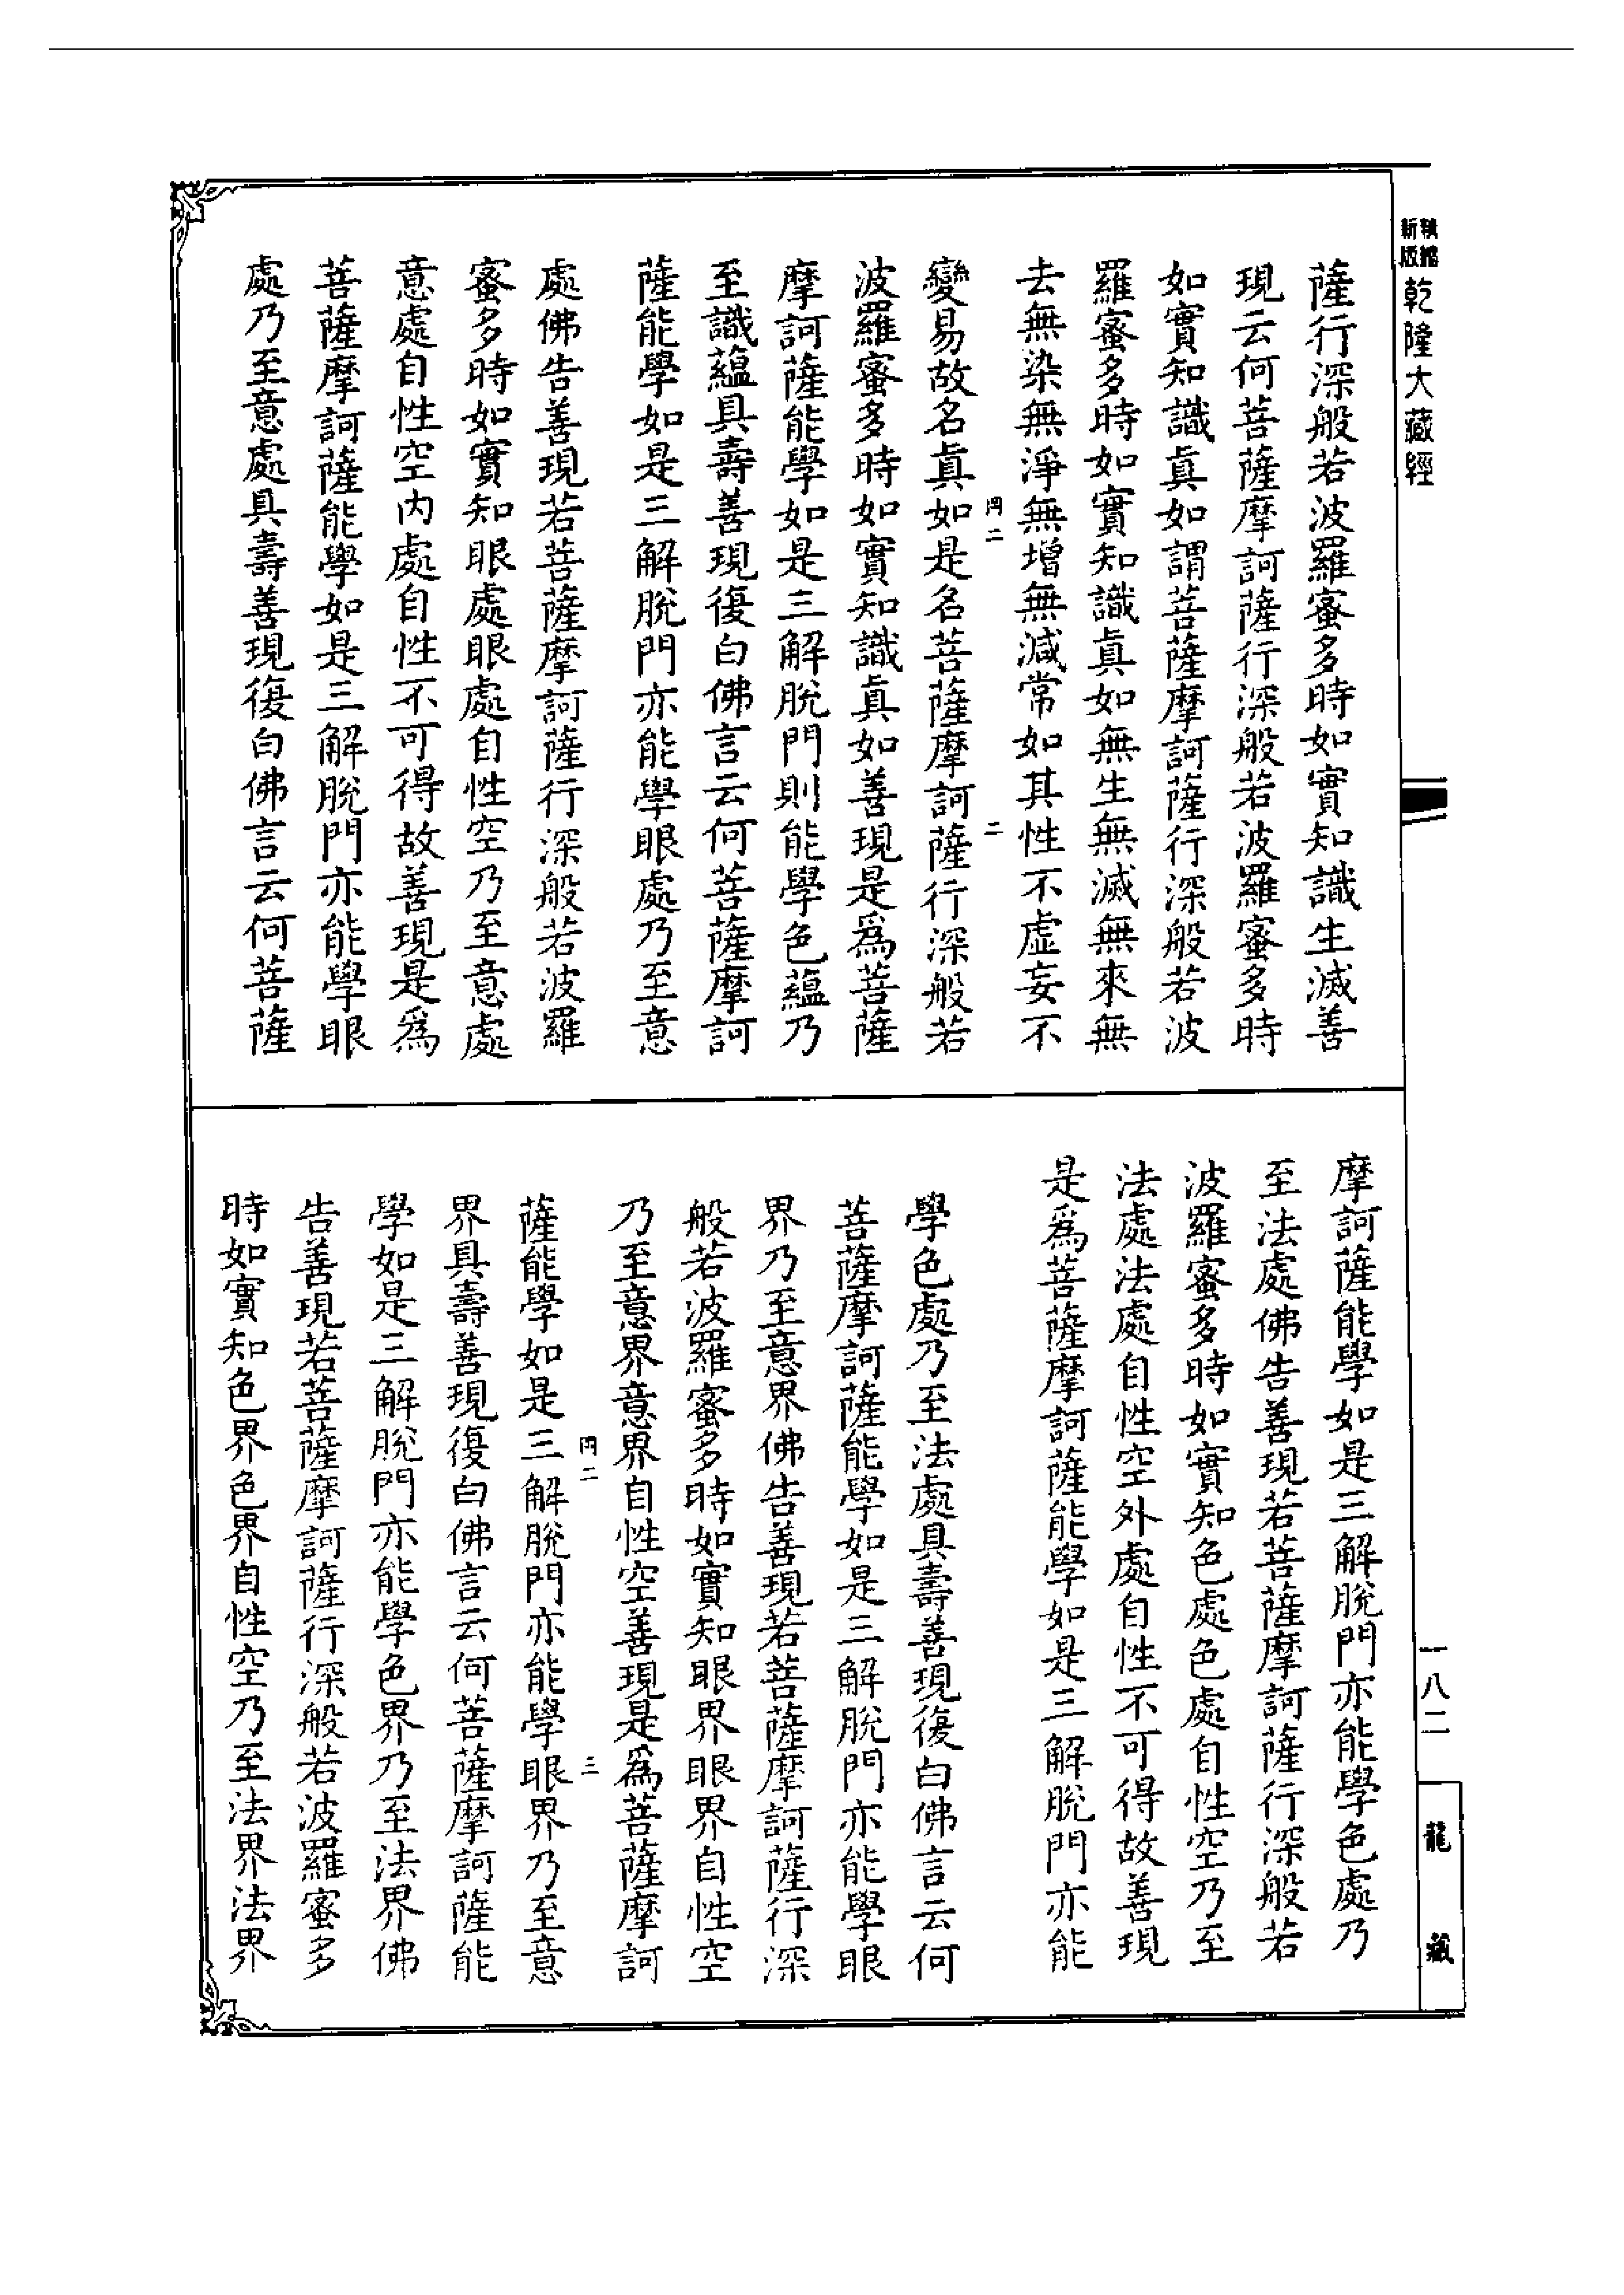 新版
精縮
乾隆大藏經
薩行深般若波羅蜜多時如實知識生滅善
現云何菩薩摩訶薩行深般若波羅蜜多時
如實知識真如謂菩薩摩訶薩行深般若波
羅蜜多時如實知識真如無生無滅無來無
去無染無淨無增無減常如其性不虛妄不
罔二 二
變易故名真如是名菩薩摩訶薩行深般若
波羅蜜多時如實知識真如善現是爲菩薩
摩訶薩能學如是三解脫門則能學色蘊乃
至識蘊具壽善現復白佛言云何菩薩摩訶
薩能學如是三解脫門亦能學眼處乃至意
處佛告善現若菩薩摩訶薩行深般若波羅
蜜多時如實知眼處眼處自性空乃至意處
意處自性空內處自性不可得故善現是爲
菩薩摩訶薩能學如是三解脫門亦能學眼
處乃至意處具壽善現復白佛言云何菩薩
摩訶薩能學如是三解脫門亦能學色處乃
至法處佛告善現若菩薩摩訶薩行深般若
波羅蜜多時如實知色處色處自性空乃至
法處法處自性空外處自性不可得故善現
是爲菩薩摩訶薩能學如是三解脫門亦能
學色處乃至法處具壽善現復白佛言云何
菩薩摩訶薩能學如是三解脫門亦能學眼
界乃至意界佛告善現若菩薩摩訶薩行深
般若波羅蜜多時如實知眼界眼界自性空
乃至意界意界自性空善現是爲菩薩摩訶
罔二 三
薩能學如是三解脫門亦能學眼界乃至意
界具壽善現復白佛言云何菩薩摩訶薩能
學如是三解脫門亦能學色界乃至法界佛
告善現若菩薩摩訶薩行深般若波羅蜜多
時如實知色界色界自性空乃至法界法界
一八二
龍藏